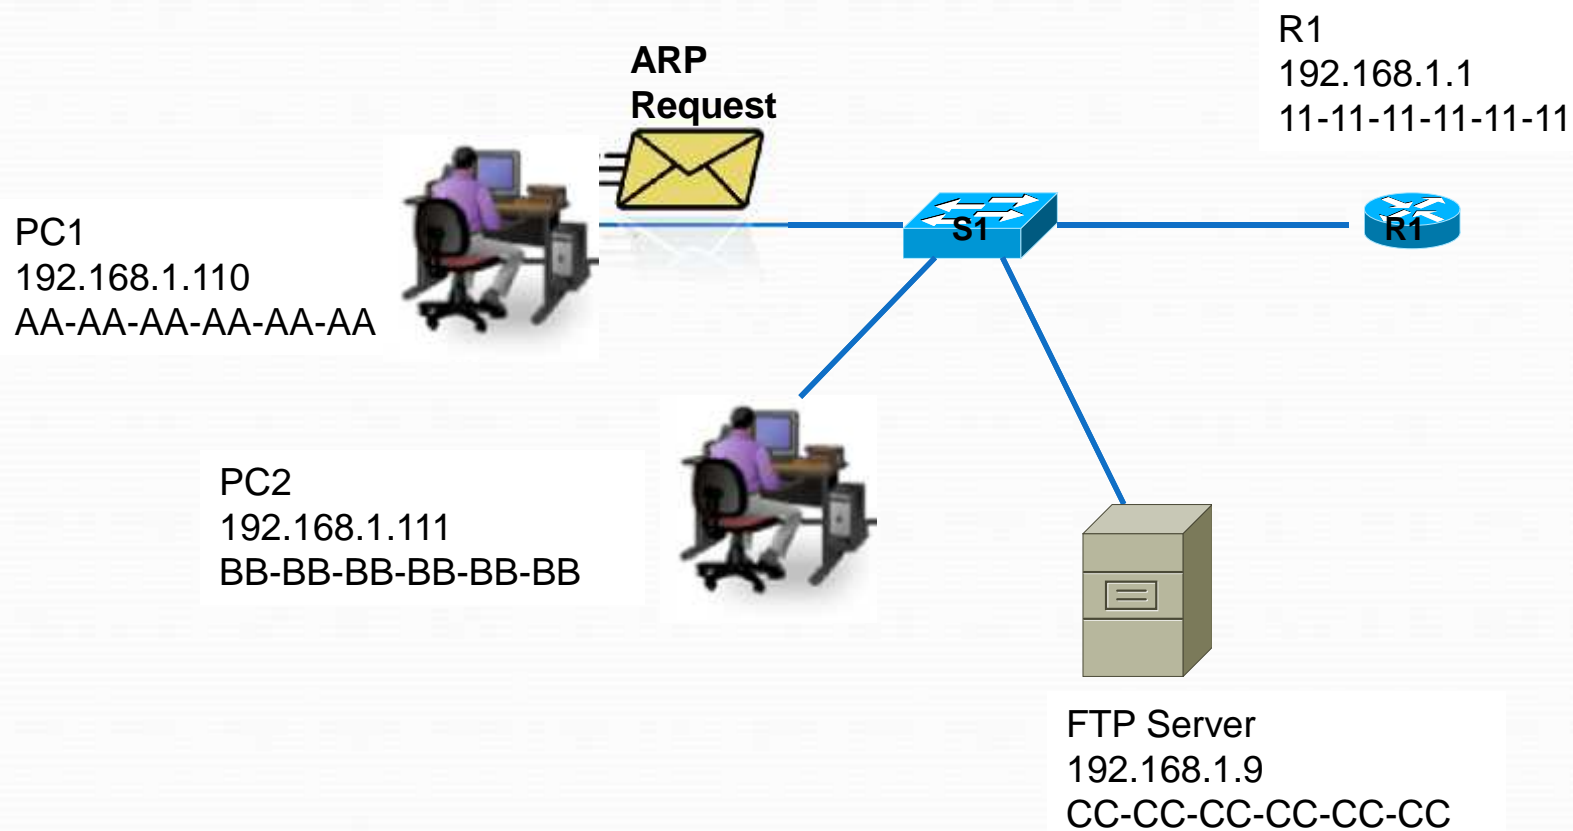 R1
192.168.1.1
11-11-11-11-11-11
ARP
Request
PC1
192.168.1.110
AA-AA-AA-AA-AA-AA
S1
R1
PC2
192.168.1.111
BB-BB-BB-BB-BB-BB
FTP Server
192.168.1.9
CC-CC-CC-CC-CC-CC